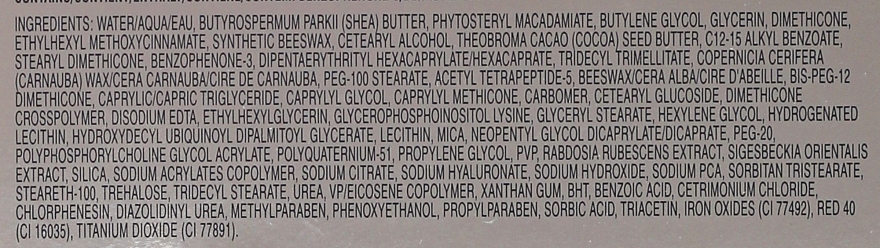 INGREDIENTS: WATER/AQUA/EAU, BUTYROSPERMUM PARKII (SHEA) BUTTER, PHYTOSTERYL MACADAMIATE, BUTYLENE GLYCOL, GLYCERIN, DIMETHICONE,
ETHYLHEXYL METHOXYCINNAMATE, SYNTHETIC BEESWAX, CETEARYL ALCOHOL, THEOBROMA CACAO (COCOA) SEED BUTTER, C12-15 ALKYL BENZOATE,
STEARYL DIMETHICONE, BENZOPHENONE-3, DIPENTAERYTHRITYL HEXACAPRYLATE/HEXACAPRATE, TRIDECYL TRIMELLITATE, COPERNICIA CERIFERA
(CARNAUBA) WAX/CERA CARNAUBA/CIRE DE CARNAUBA, PEG-100 STEARATE, ACETYL TETRAPEPTIDE-5, BEESWAX/CERA ALBA/CIRE D'ABEILLE, BIS-PEG-12
DIMETHICONE, CAPRYLIC/CAPRIC TRIGLYCERIDE, CAPRYLYL GLYCOL, CAPRYLYL METHICONE, CARBOMER, CETEARYL GLUCOSIDE, DIMETHICONE
CROSSPOLYMER, DISODIUM EDTA, ETHYLHEXYLGLYCERIN, GLYCEROPHOSPHOINOSITOL LYSINE, GLYCERYL STEARATE, HEXYLENE GLYCOL, HYDROGENATED
LECITHIN, HYDROXYDECYL UBIQUINOYL DIPALMITOYL GLYCERATE, LECITHIN, MICA, NEOPENTYL GLYCOL DICAPRYLATE/DICAPRATE, PEG-20,
POLYPHOSPHORYLCHOLINE GLYCOL ACRYLATE, POLYQUATERNIUM-51, PROPYLENE GLYCOL, PVP, RABDOSIA RUBESCENS EXTRACT, SIGESBECKIA ORIENTALIS
EXTRACT, SILICA, SODIUM ACRYLATES COPOLYMER, SODIUM CITRATE, SODIUM HYALURONATE, SODIUM HYDROXIDE, SODIUM PCA, SORBITAN TRISTEARATE,
STEARETH-100, TREHALOSE, TRIDECYL STEARATE, UREA, VP/EICOSENE COPOLYMER, XANTHAN GUM, BHT, BENZOIC ACID, CETRIMONIUM CHLORIDE,
CHLORPHENESIN, DIAZOLIDINYL UREA, METHYLPARABEN, PHENOXYETHANOL, PROPYLPARABEN, SORBIC ACID, TRIACETIN, IRON OXIDES (CI 77492), RED 40
(CI 16035), TITANIUM DIOXIDE (CI 77891).